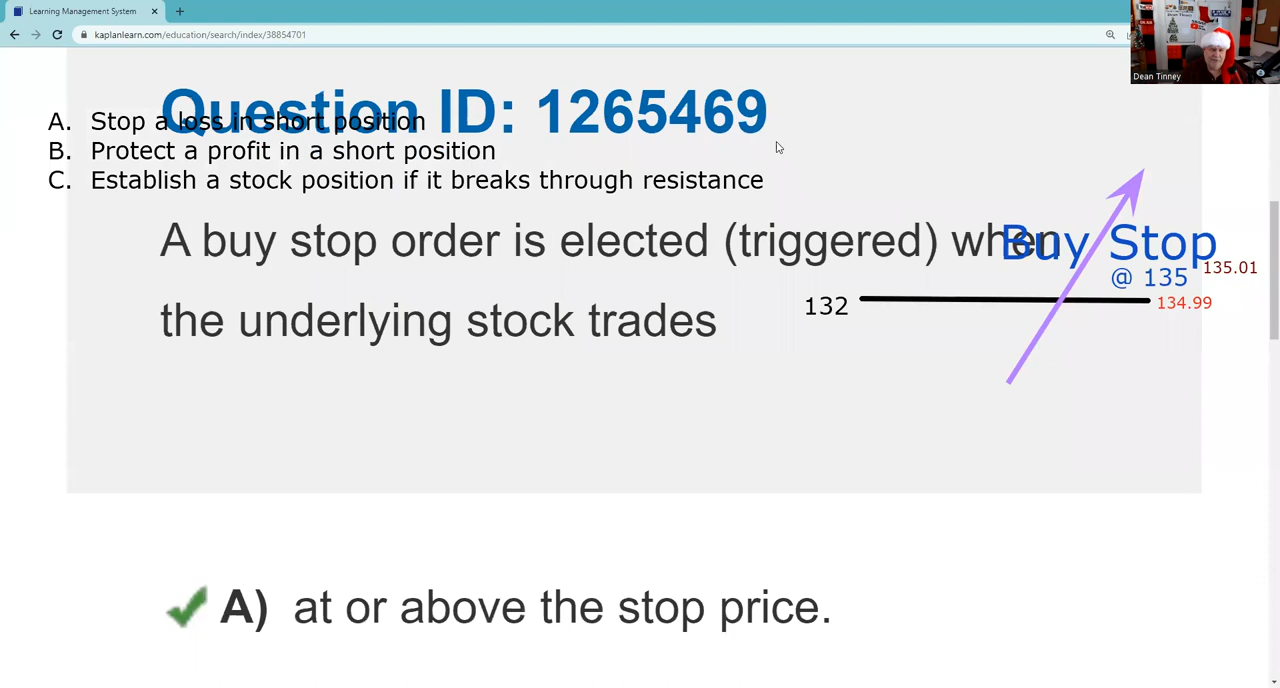 Learning Management System
kaplanlearn.com/education/search/index/38854701
Dean Tinney
Question ID: 1265469
A. Stop a loss in short position
B. Protect a profit in a short position
C. Establish a stock position if it breaks through resistance
A buy stop order is elected (triggered) when
the underlying stock trades
Buy Stop
@ 135
135.01
132
134.99
A) at or above the stop price.